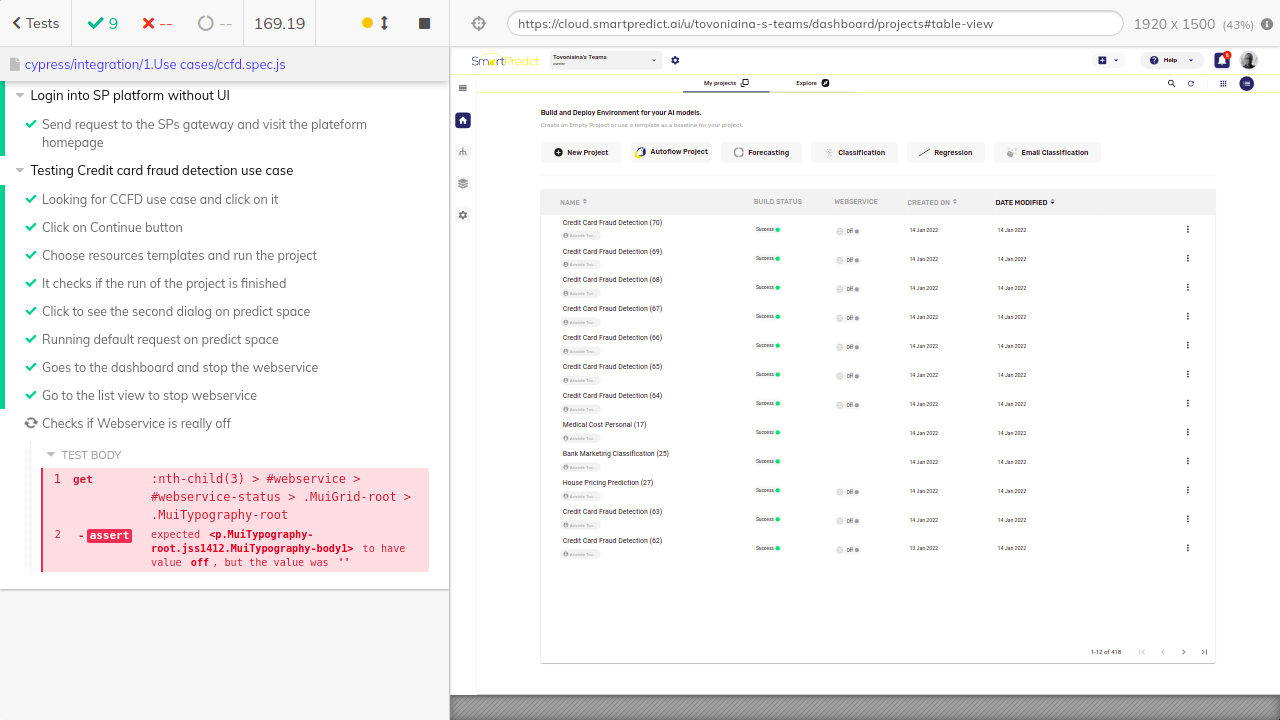 Tests
9
--
--
169.19
https://cloud.smartpredict.ai/u/tovoniaina-s-teams/dashboard/projects#table-view
1920 x 1500 (43%)
cypress/integration/1.Use cases/ccfd.spec.js
Login into SP platform without UI
Send request to the SPs gateway and visit the platform
homepage
Testing Credit card fraud detection use case
Looking for CCFD use case and click on it
Click on Continue button
Choose resources templates and run the project
It checks if the run of the project is finished
Click to see the second dialog on predict space
Running default request on predict space
Goes to the dashboard and stop the webservice
Go to the list view to stop webservice
Checks if Webservice is really off
TEST BODY
1 get :nth-child(3) > #webservice >
#webservice-status > .MuiGrid-root >
.MuiTypography-root
2 -assert expected <p.MuiTypography-
root.jss1412.MuiTypography-body1> to have
value off, but the value was ''
SmartPredict
Tovoniaina's Teams
owner
Help
My projects
Explore
Build and Deploy Environment for your AI models.
Create an Empty Project or use a template as a baseline for your project.
New Project
Autoflow Project
Forecasting
Classification
Regression
Email Classification
NAME BUILD STATUS WEBSERVICE CREATED ON DATE MODIFIED
Credit Card Fraud Detection (70)
Success Off 14 Jan 2022 14 Jan 2022
Credit Card Fraud Detection (69)
Success Off 14 Jan 2022 14 Jan 2022
Credit Card Fraud Detection (68)
Success Off 14 Jan 2022 14 Jan 2022
Credit Card Fraud Detection (67)
Success Off 14 Jan 2022 14 Jan 2022
Credit Card Fraud Detection (66)
Success Off 14 Jan 2022 14 Jan 2022
Credit Card Fraud Detection (65)
Success Off 14 Jan 2022 14 Jan 2022
Credit Card Fraud Detection (64)
Success Off 14 Jan 2022 14 Jan 2022
Medical Cost Personal (17)
Success 14 Jan 2022 14 Jan 2022
Bank Marketing Classification (25)
Success 14 Jan 2022 14 Jan 2022
House Pricing Prediction (27)
Success Off 14 Jan 2022 14 Jan 2022
Credit Card Fraud Detection (63)
Success Off 14 Jan 2022 14 Jan 2022
Credit Card Fraud Detection (62)
Success Off 13 Jan 2022 14 Jan 2022
1-12 of 418